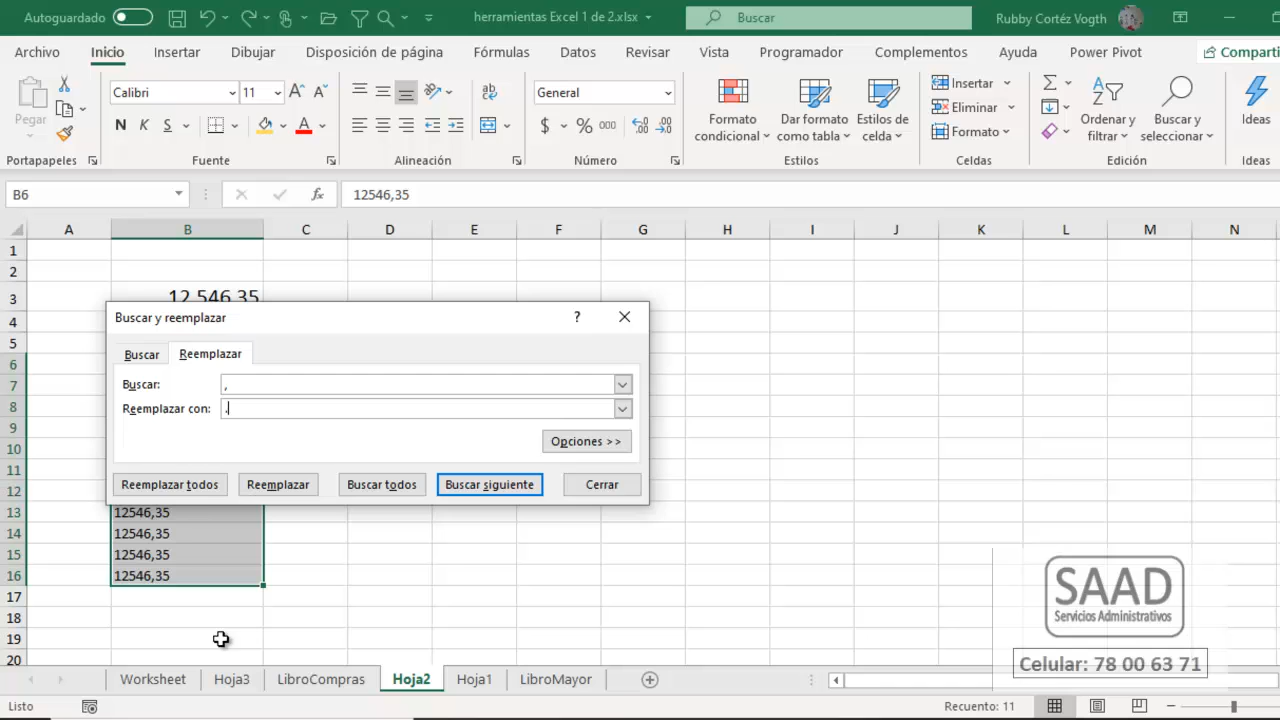 Autoguardado
herramientas Excel 1 de 2.xlsx
Buscar
Rubby Cortéz Vogth
Archivo Inicio Insertar Dibujar Disposición de página Fórmulas Datos Revisar Vista Programador Complementos Ayuda Power Pivot Comparti
Pegar
Portapapeles
Calibri 11
N K S
Fuente
Alineación
General
$ % 000
Número
Formato condicional
Dar formato como tabla
Estilos de celda
Estilos
Insertar
Eliminar
Formato
Celdas
Ordenar y filtrar
Buscar y seleccionar
Edición
Ideas
Ideas
B6 fx 12546,35
A B C D E F G H I J K L M N
1
2
3 12.546,35
4
5
6
7
8
9
10
11
12
13 12546,35
14 12546,35
15 12546,35
16 12546,35
17
18
19
20
Buscar y reemplazar ?
Buscar Reemplazar
Buscar: ,
Reemplazar con: .
Opciones >>
Reemplazar todos Reemplazar Buscar todos Buscar siguiente Cerrar
SAAD
Servicios Administrativos
Celular: 78 00 63 71
Worksheet Hoja3 LibroCompras Hoja2 Hoja1 LibroMayor
Listo Recuento: 11